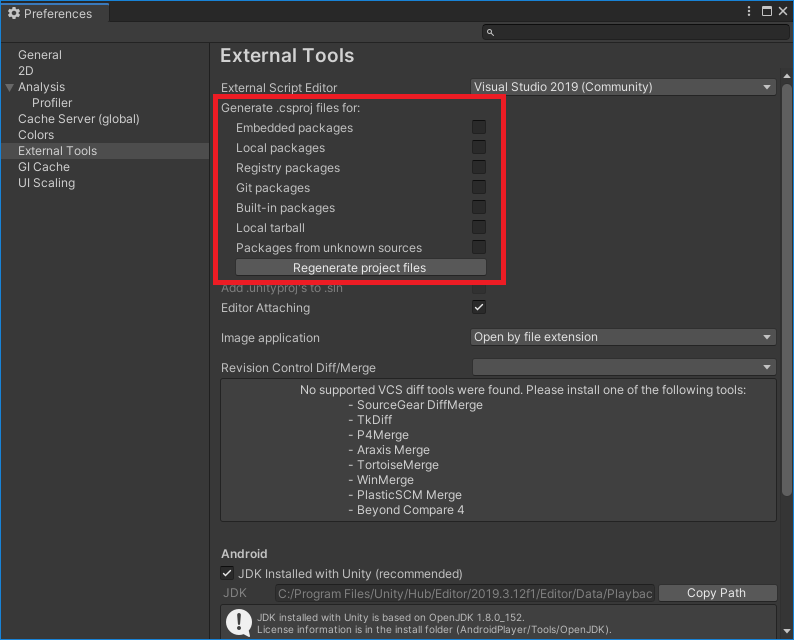 Preferences
General
2D
Analysis
Profiler
Cache Server (global)
Colors
External Tools
GI Cache
UI Scaling
External Tools
External Script Editor Visual Studio 2019 (Community)
Generate .csproj files for:
Embedded packages
Local packages
Registry packages
Git packages
Built-in packages
Local tarball
Packages from unknown sources
Regenerate project files
Add .unityproj's to .sln
Editor Attaching
Image application Open by file extension
Revision Control Diff/Merge
No supported VCS diff tools were found. Please install one of the following tools:
- SourceGear DiffMerge
- TkDiff
- P4Merge
- Araxis Merge
- TortoiseMerge
- WinMerge
- PlasticSCM Merge
- Beyond Compare 4
Android
JDK Installed with Unity (recommended)
JDK C:/Program Files/Unity/Hub/Editor/2019.3.12f1/Editor/Data/Playbac Copy Path
JDK installed with Unity is based on OpenJDK 1.8.0_152.
License information is in the install folder (AndroidPlayer/Tools/OpenJDK).